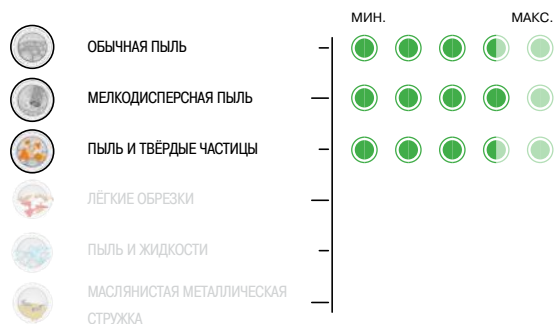 МИН. МАКС.
ОБЫЧНАЯ ПЫЛЬ
МЕЛКОДИСПЕРСНАЯ ПЫЛЬ
ПЫЛЬ И ТВЁРДЫЕ ЧАСТИЦЫ
ЛЁГКИЕ ОБРЕЗКИ
ПЫЛЬ И ЖИДКОСТИ
МАСЛЯНИСТАЯ МЕТАЛЛИЧЕСКАЯ
СТРУЖКА